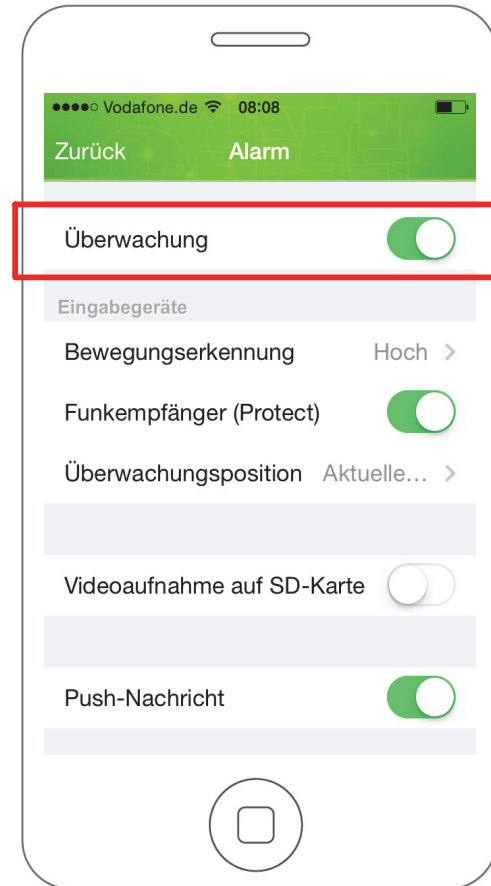 Vodafone.de 08:08
Zurück Alarm
Überwachung
Eingabegeräte
Bewegungserkennung Hoch
Funkempfänger (Protect)
Überwachungsposition Aktuelle...
Videoaufnahme auf SD-Karte
Push-Nachricht